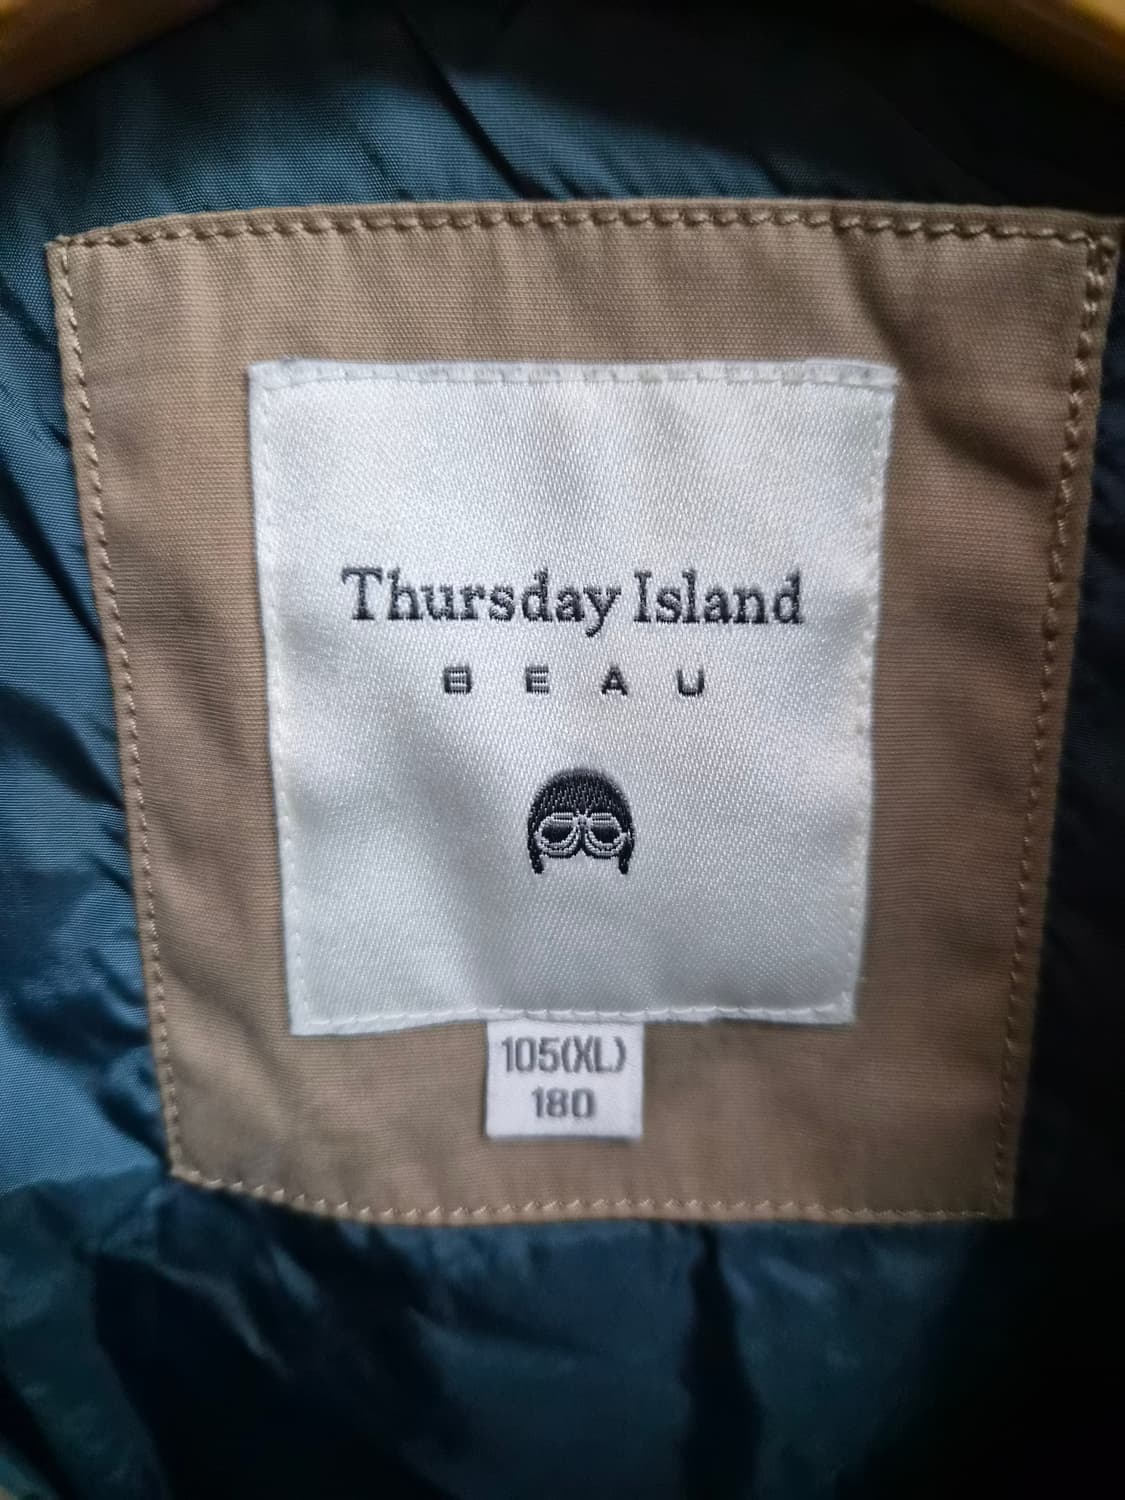 Thursday Island
BEAU
105(XL)
180